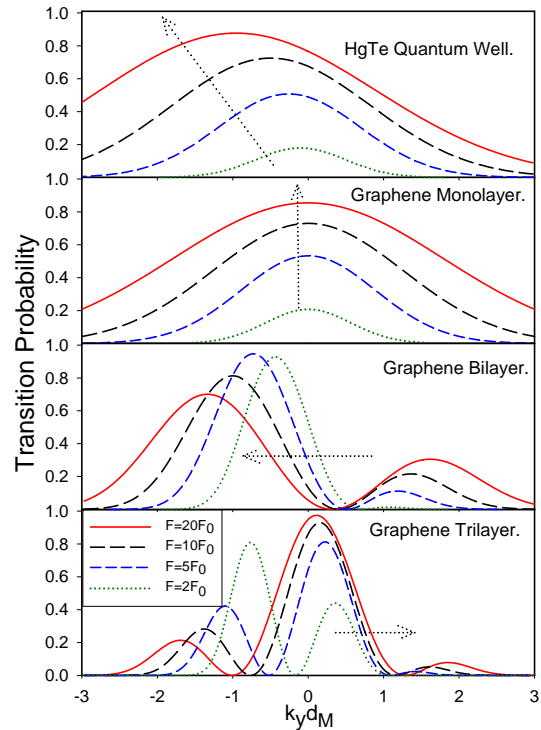 1.0
HgTe Quantum Well.
0.8
0.6
0.4
0.2
1.0
Graphene Monolayer.
0.8
0.6
0.4
0.2
1.0
Graphene Bilayer.
0.8
0.6
0.4
0.2
1.0
Graphene Trilayer.
0.8
0.6
0.4
0.2
0.0
F=20F0
F=10F0
F=5F0
F=2F0
-3 -2 -1 0 1 2 3
kydM
Transition Probability